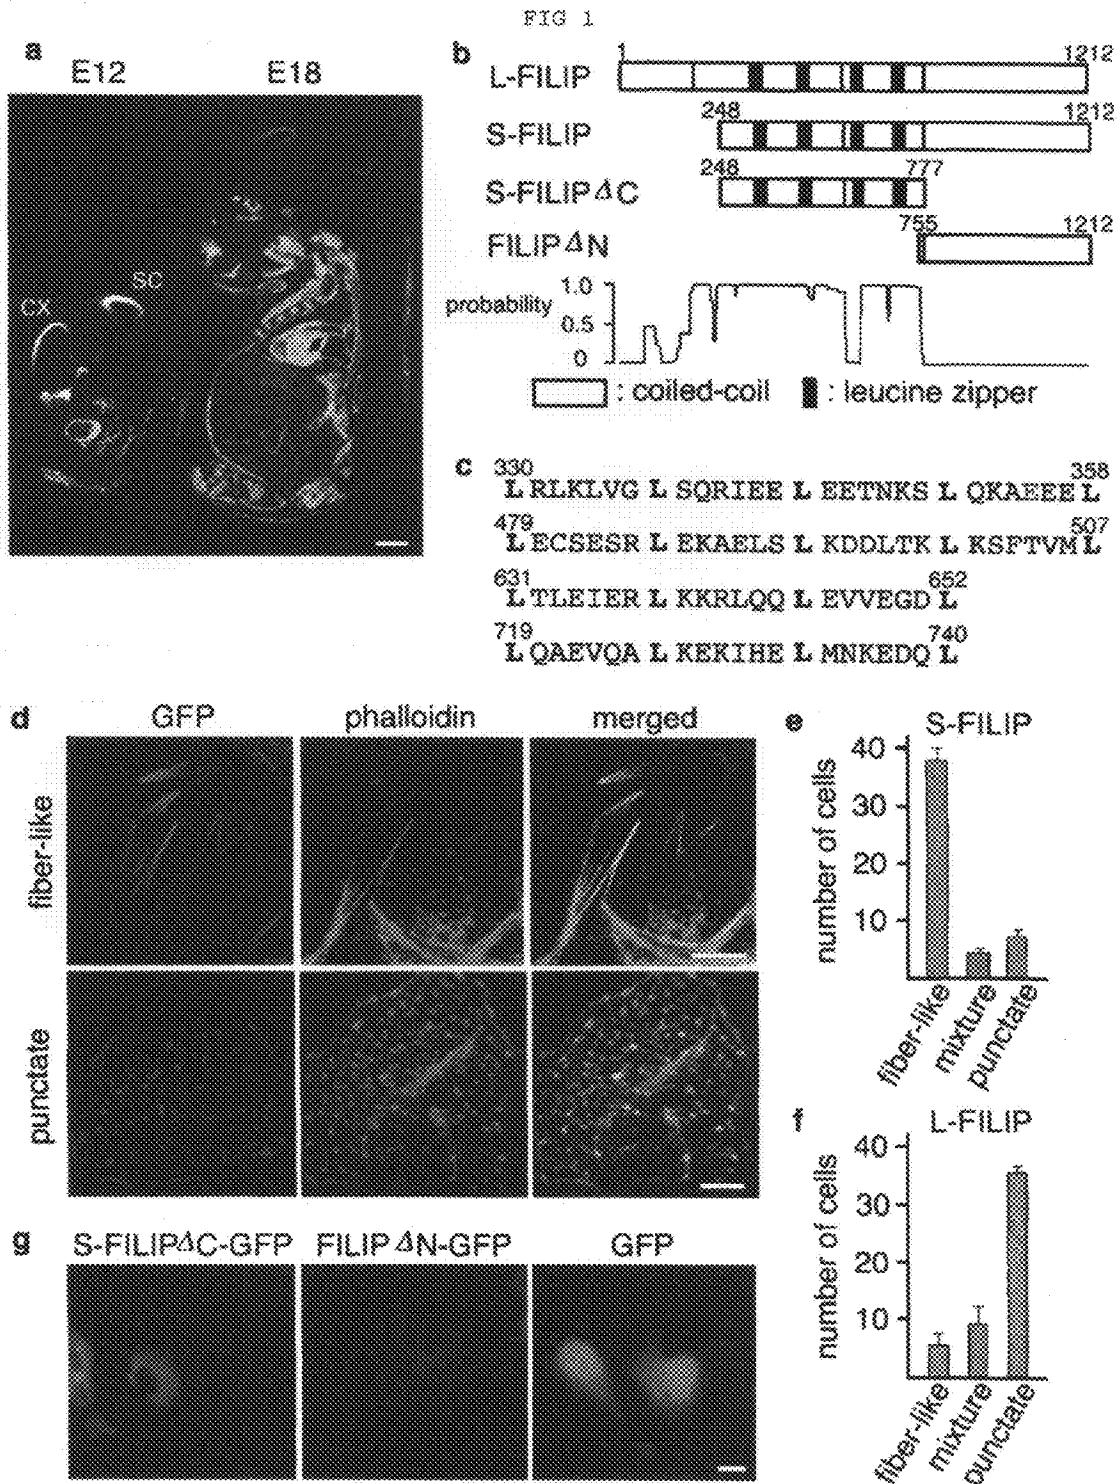 FIG 1
a
E12 E18
CX
SC
b
1 1212
L-FILIP
248 1212
S-FILIP
248 777
S-FILIPΔC
755 1212
FILIPΔN
probability
1.0
0.5
0
: coiled-coil : leucine zipper
c
330 358
L RLKLVG L SQRIEE L EETNKS L QKAEEE L
479 507
L ECSESR L EKAELS L KDDLTK L KSFTVM L
631 652
L TLEIER L KKRLQQ L EVVEGD L
719 740
L QAEVQA L KEKIHE L MNKEDQ L
d
GFP phalloidin merged
fiber-like
punctate
e
S-FILIP
number of cells
40
30
20
10
fiber-like mixture punctate
f
L-FILIP
number of cells
40
30
20
10
fiber-like mixture punctate
g
S-FILIPΔC-GFP FILIPΔN-GFP GFP